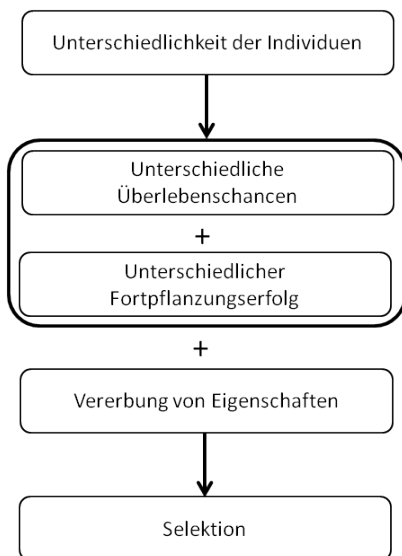 Unterschiedlichkeit der Individuen
Unterschiedliche
Überlebenschancen
+
Unterschiedlicher
Fortpflanzungserfolg
+
Vererbung von Eigenschaften
Selektion